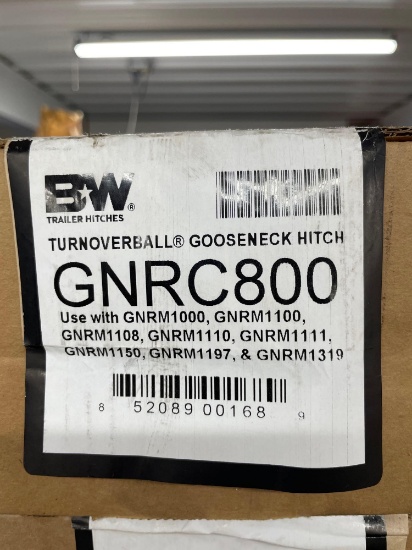 B★W
TRAILER HITCHES
TURNOVERBALL® GOOSENECK HITCH
GNRC800
Use with GNRM1000, GNRM1100,
GNRM1108, GNRM1110, GNRM1111,
GNRM1150, GNRM1197, & GNRM1319
8 52089 00168 9